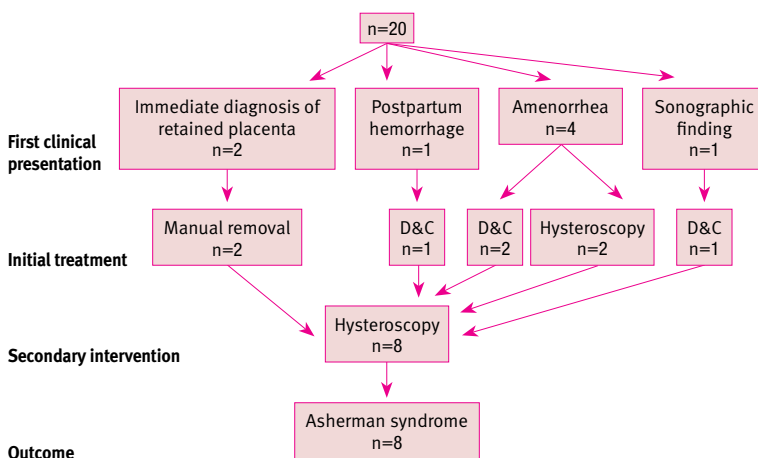 n=20
First clinical
presentation
Immediate diagnosis of
retained placenta
n=2
Postpartum
hemorrhage
n=1
Amenorrhea
n=4
Sonographic
finding
n=1
Initial treatment
Manual removal
n=2
D&C
n=1
D&C
n=2
Hysteroscopy
n=2
D&C
n=1
Secondary intervention
Hysteroscopy
n=8
Outcome
Asherman syndrome
n=8